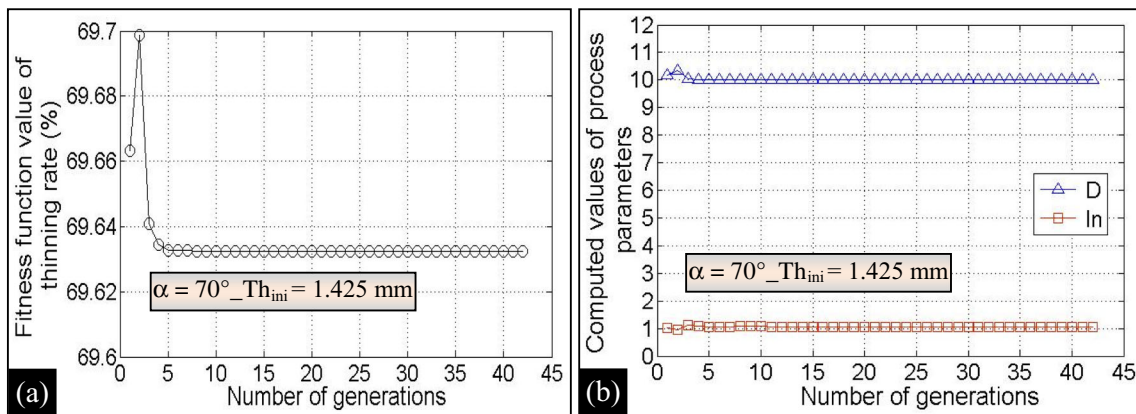 69.7
69.68
69.66
69.64
69.62
69.6
Fitness function value of
thinning rate (%)
α = 70°_Th_ini = 1.425 mm
0 5 10 15 20 25 30 35 40 45
Number of generations
(a)
12
11
10
9
8
7
6
5
4
3
2
1
0
Computed values of process
parameters
D
In
α = 70°_Th_ini = 1.425 mm
0 5 10 15 20 25 30 35 40 45
Number of generations
(b)